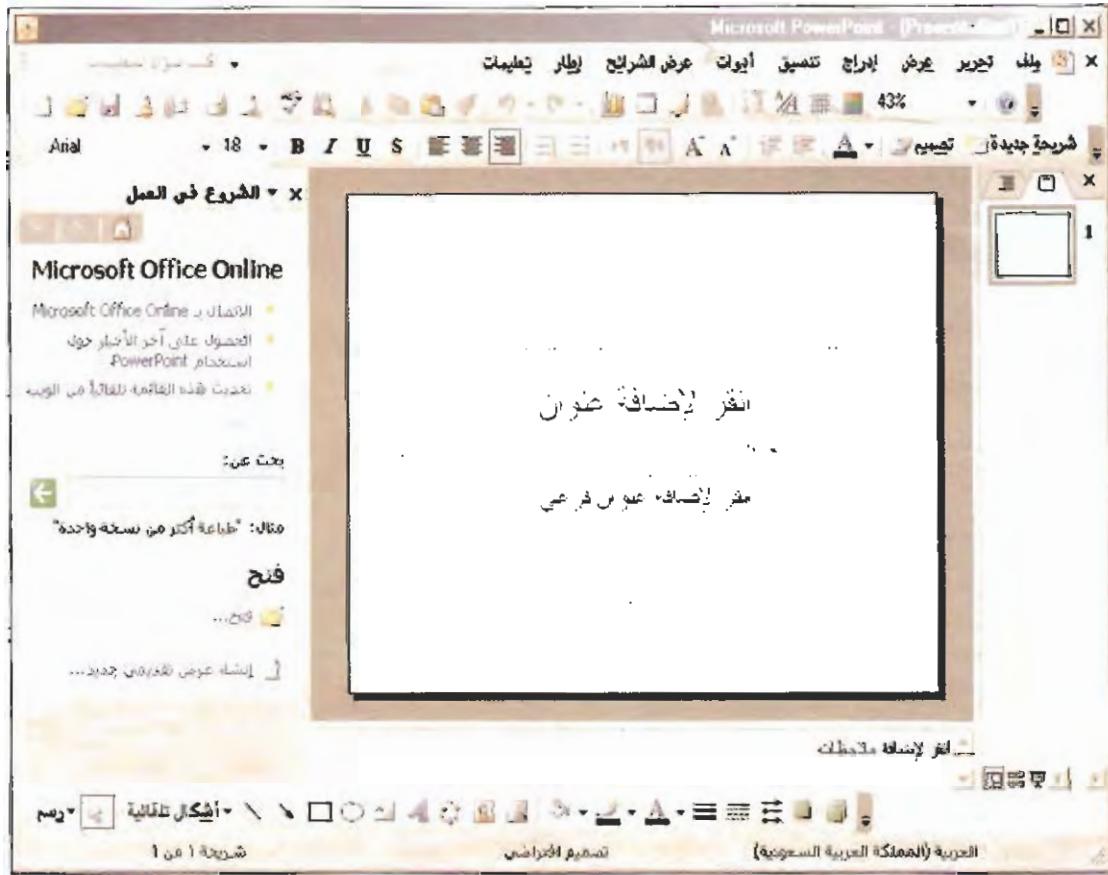 Microsoft PowerPoint
ملف تحرير عرض إدراج تنسيق أدوات عرض الشرائح إطار تعليمات
43%
Arial 18 B I U S A A A تصميم شريحة جديدة
الشروع في العمل
Microsoft Office Online
الاتصال بـ Microsoft Office Online
الحصول على آخر الأخبار حول
استخدام PowerPoint
تحديث هذه القائمة تلقائياً من الويب
بحث عن:
مثال: "طباعة أكثر من نسخة واحدة"
فتح
فتح...
إنشاء عرض تقديمي جديد...
1
انقر لإضافة عنوان
انقر لإضافة عنوان فرعي
انقر لإضافة ملاحظات
رسم أشكال تلقائية
العربية (المملكة العربية السعودية) تصميم افتراضي شريحة ١ من ١